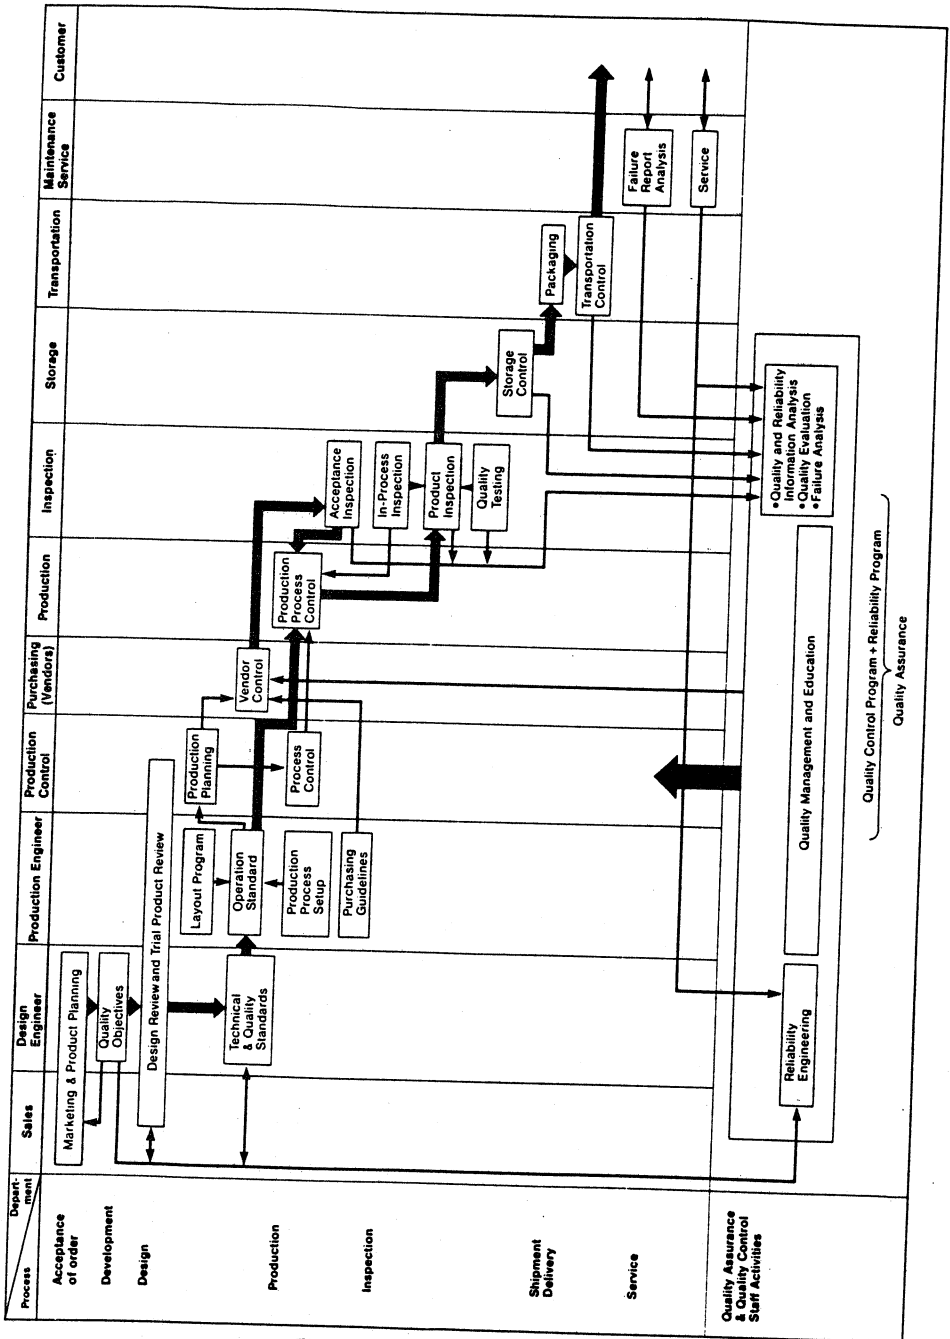 Depart-
ment
Process
Sales
Design
Engineer
Production Engineer
Production
Control
Purchasing
(Vendors)
Production
Inspection
Storage
Transportation
Maintenance
Service
Customer
Acceptance
of order
Marketing & Product Planning
Development
Quality
Objectives
Design
Design Review and Trial Product Review
Layout Program
Production
Planning
Technical
& Quality
Standards
Operation
Standard
Vendor
Control
Production
Production
Process
Setup
Process
Control
Production
Process
Control
Purchasing
Guidelines
Acceptance
Inspection
Inspection
In-Process
Inspection
Product
Inspection
Quality
Testing
Storage
Control
Shipment
Delivery
Packaging
Transportation
Control
Service
Failure
Report
Analysis
Service
Quality Assurance
& Quality Control
Staff Activities
Reliability
Engineering
Quality Management and Education
•Quality and Reliability
Information Analysis
•Quality Evaluation
•Failure Analysis
Quality Control Program + Reliability Program
Quality Assurance